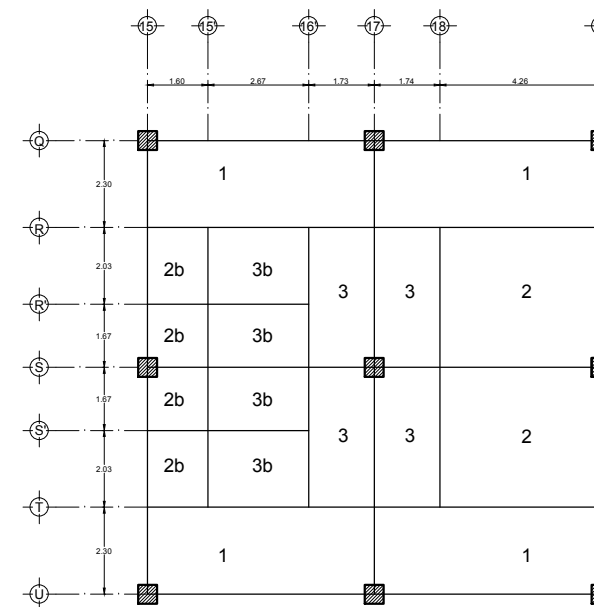 15 15' 16' 17 18
1.60 2.67 1.73 1.74 4.26
Q
2.30 1 1
R
2.03 2b 3b 3 3 2
R'
1.67 2b 3b
S
1.67 2b 3b
S'
2.03 2b 3b 3 3 2
T
2.30 1 1
U